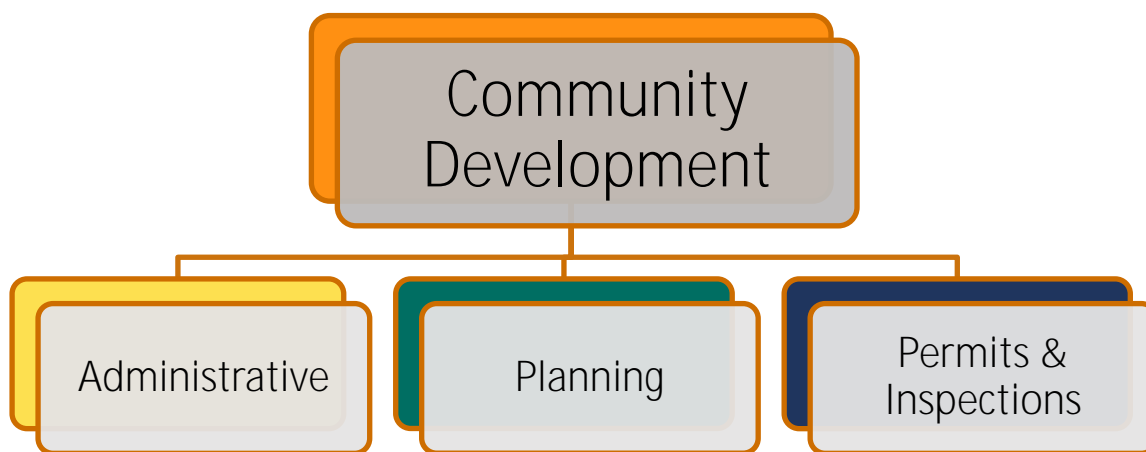 Community
Development
Administrative
Planning
Permits &
Inspections